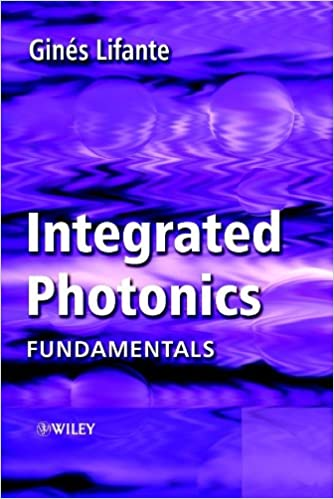 Ginés Lifante
Integrated
Photonics
FUNDAMENTALS
WILEY